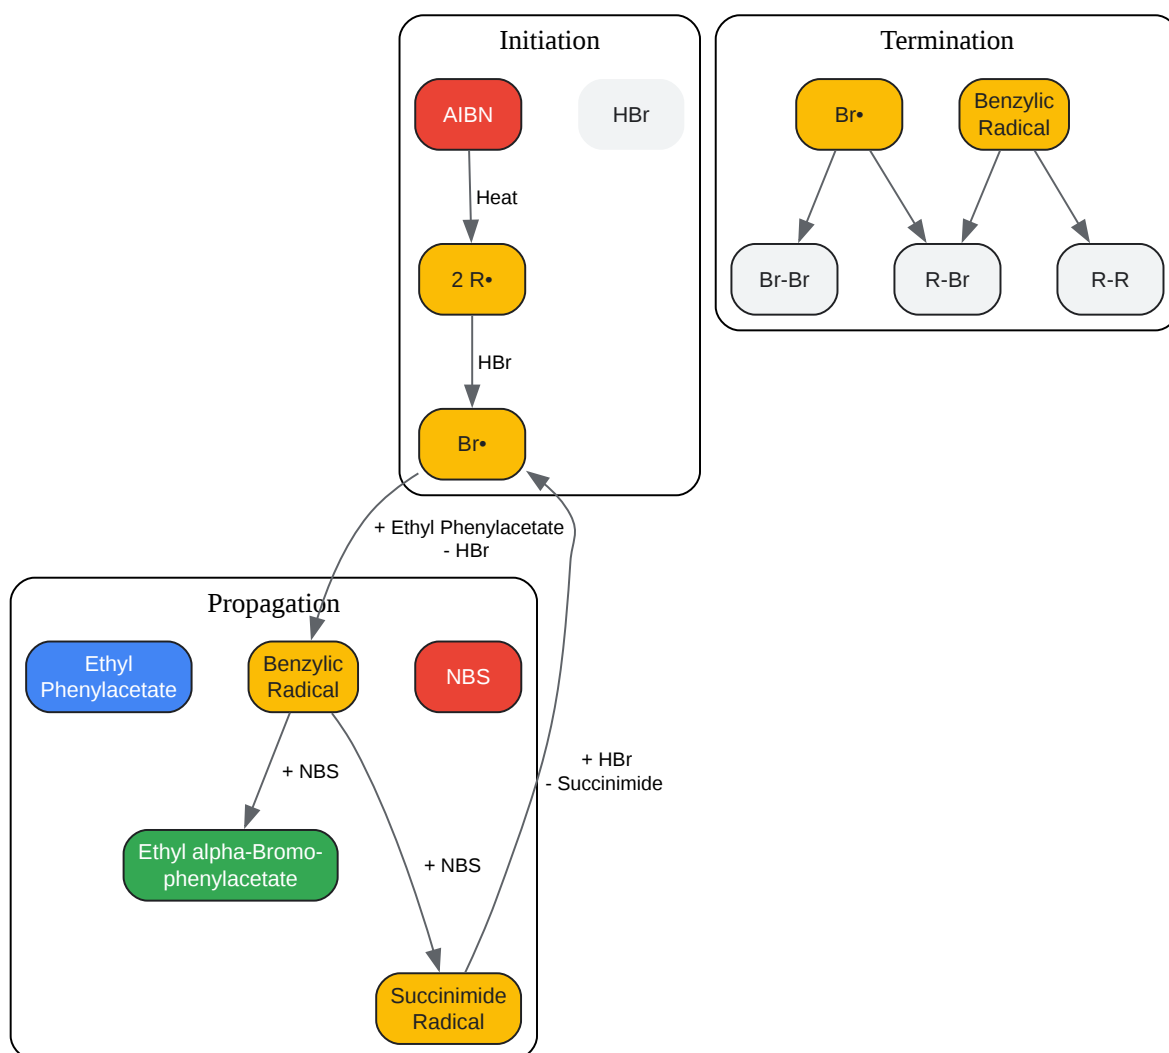 Initiation
AIBN
HBr
Heat
2 R•
HBr
Br•
Termination
Br•
Benzylic
Radical
Br-Br
R-Br
R-R
+ Ethyl Phenylacetate
- HBr
Propagation
Ethyl
Phenylacetate
Benzylic
Radical
NBS
+ NBS
+ HBr
- Succinimide
Ethyl alpha-Bromo-
phenylacetate
+ NBS
Succinimide
Radical